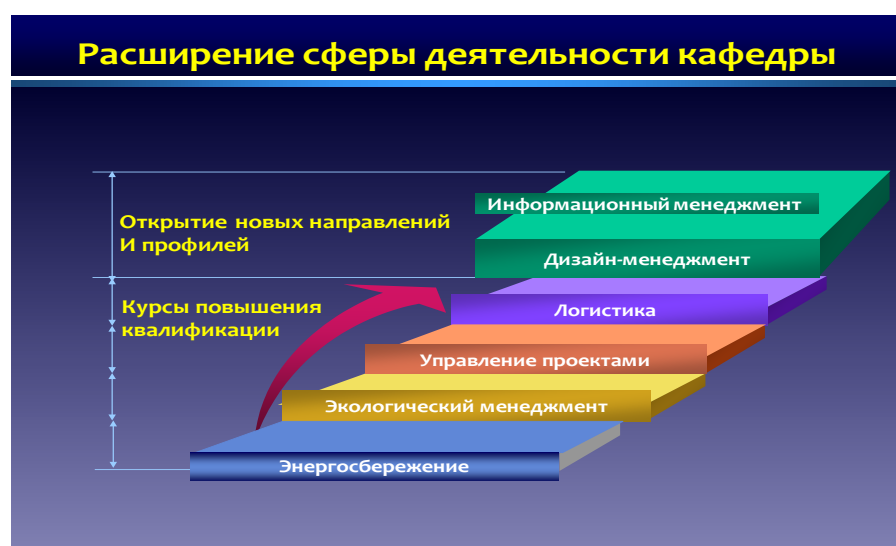 Расширение сферы деятельности кафедры
Открытие новых направлений
И профилей
Курсы повышения
квалификации
Информационный менеджмент
Дизайн-менеджмент
Логистика
Управление проектами
Экологический менеджмент
Энергосбережение